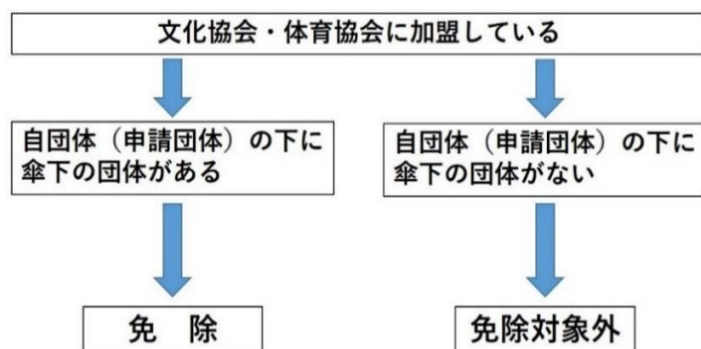 文化協会・体育協会に加盟している
自団体（申請団体）の下に
傘下の団体がある
自団体（申請団体）の下に
傘下の団体がない
免　除
免除対象外